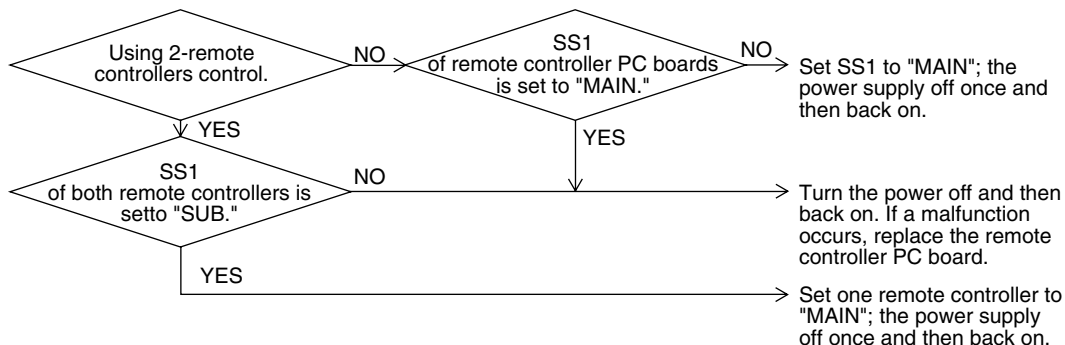 Using 2-remote
controllers control.
NO
SS1
of remote controller PC boards
is set to "MAIN."
NO
Set SS1 to "MAIN"; the
power supply off once and
then back on.
YES
YES
SS1
of both remote controllers is
setto "SUB."
NO
Turn the power off and then
back on. If a malfunction
occurs, replace the remote
controller PC board.
YES
Set one remote controller to
"MAIN"; the power supply
off once and then back on.